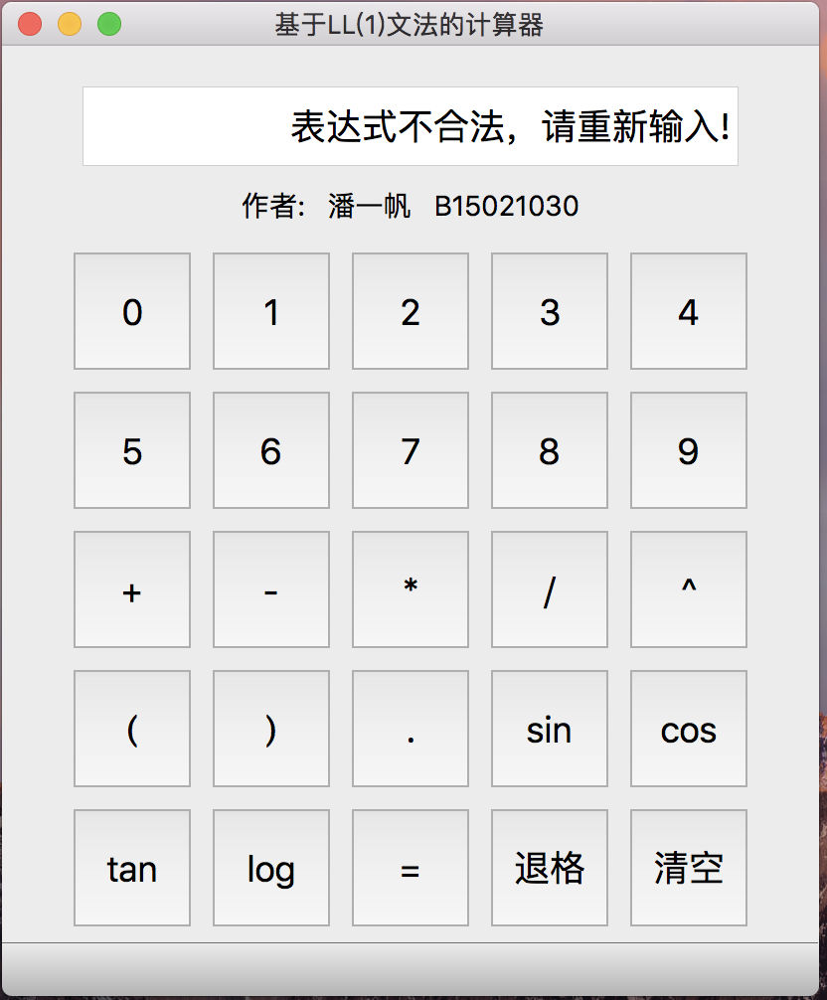 基于LL(1)文法的计算器
表达式不合法，请重新输入!
作者: 潘一帆 B15021030
0 1 2 3 4
5 6 7 8 9
+ - * / ^
( ) . sin cos
tan log = 退格 清空